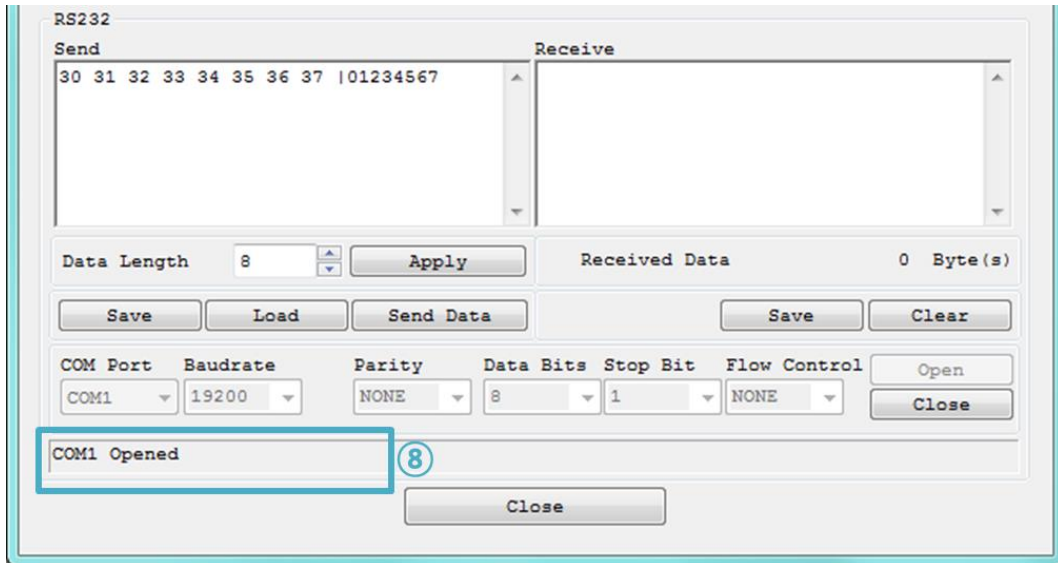 RS232
Send Receive
30 31 32 33 34 35 36 37 |01234567
Data Length 8 Apply Received Data 0 Byte(s)
Save Load Send Data Save Clear
COM Port Baudrate Parity Data Bits Stop Bit Flow Control Open
COM1 19200 NONE 8 1 NONE Close
COM1 Opened ⑧
Close